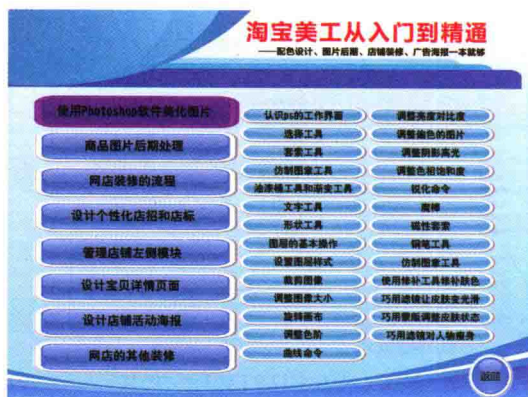 淘宝美工从入门到精通
——配色设计、图片后期、店铺装修、广告海报一本就够
使用Photoshop软件美化图片
商品图片后期处理
网店装修的流程
设计个性化店招和店标
管理店铺左侧模块
设计宝贝详情页面
设计店铺活动海报
网店的其他装修
认识ps的工作界面
选择工具
套索工具
仿制图章工具
油漆桶工具和渐变工具
文字工具
形状工具
图层的基本操作
设置图层样式
裁剪图像
调整图象大小
旋转画布
调整色阶
曲线命令
调整亮度对比度
调整偏色的图片
调整阴影高光
调整色相饱和度
锐化命令
魔棒
磁性套索
钢笔工具
仿制图章工具
使用修补工具修补肤色
巧用滤镜让皮肤变光滑
巧用蒙版调整皮肤状态
巧用滤镜对人物瘦身
返回